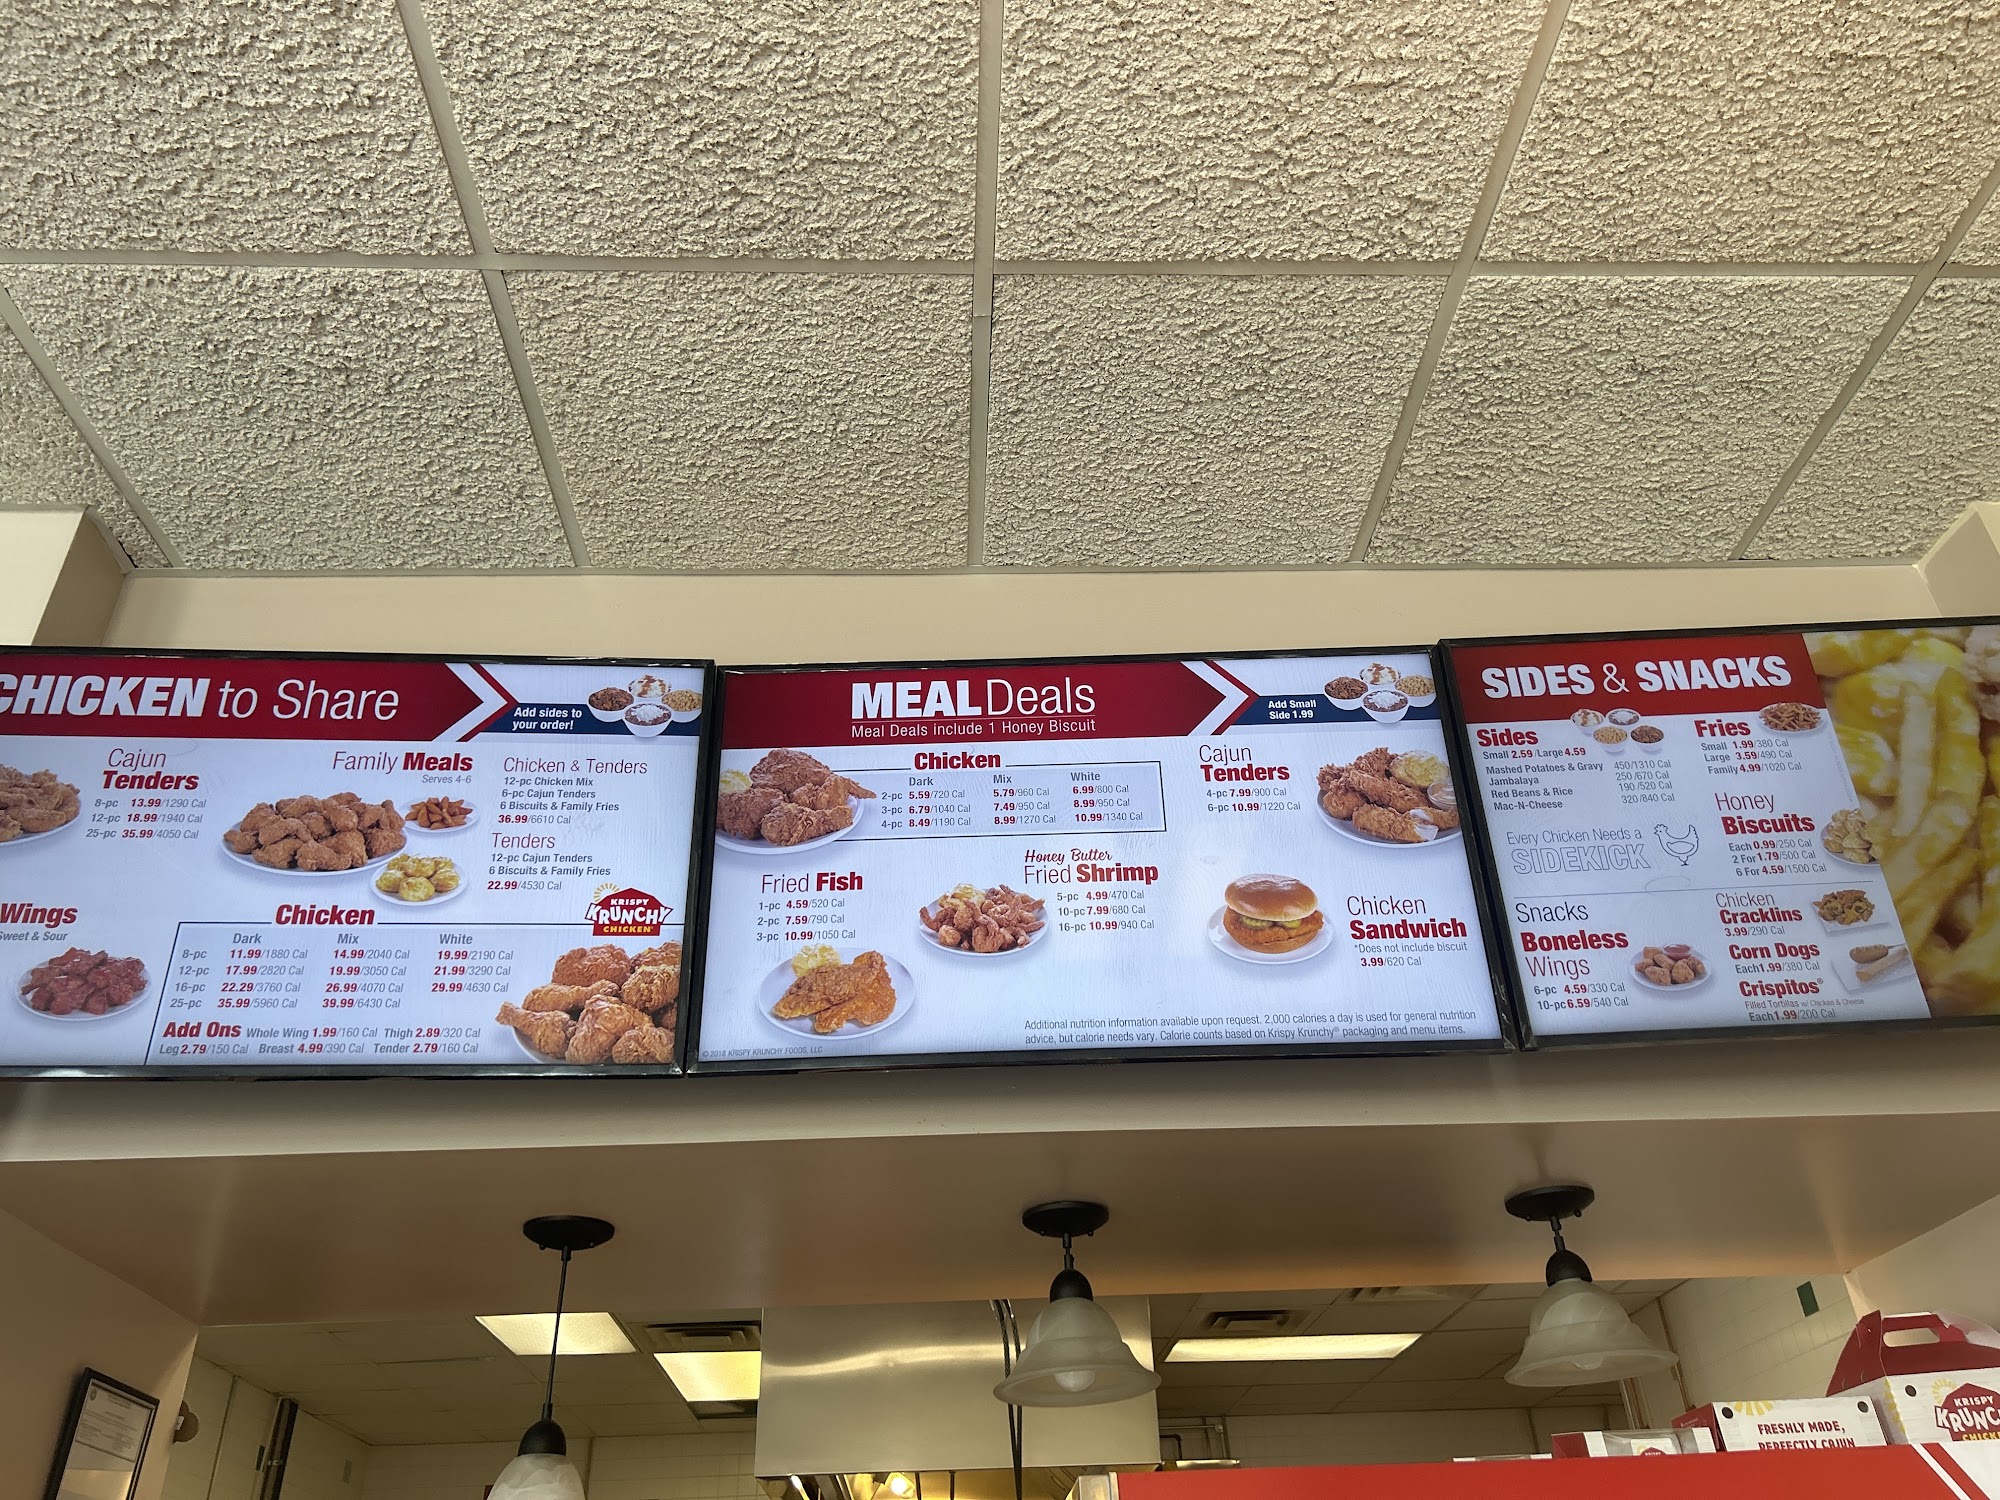 CHICKEN to Share
Add sides to
your order!
Cajun
Tenders
8-pc 13.99/1290 Cal
12-pc 18.99/1940 Cal
25-pc 35.99/4050 Cal
Family Meals
Serves 4-6
Chicken & Tenders
12-pc Chicken Mix
6-pc Cajun Tenders
6 Biscuits & Family Fries
36.99/6610 Cal
Tenders
12-pc Cajun Tenders
6 Biscuits & Family Fries
22.99/4530 Cal
KRISPY
KRUNCHY
CHICKEN®
Wings
Sweet & Sour
Chicken
Dark Mix White
8-pc 11.99/1880 Cal 14.99/2040 Cal 19.99/2190 Cal
12-pc 17.99/2820 Cal 19.99/3050 Cal 21.99/3290 Cal
16-pc 22.29/3760 Cal 26.99/4070 Cal 29.99/4630 Cal
25-pc 35.99/5960 Cal 39.99/6430 Cal
Add Ons Whole Wing 1.99/160 Cal Thigh 2.89/320 Cal
Leg 2.79/150 Cal Breast 4.99/390 Cal Tender 2.79/160 Cal
MEAL Deals
Meal Deals include 1 Honey Biscuit
Add Small
Side 1.99
Chicken
Dark Mix White
2-pc 5.59/720 Cal 5.79/960 Cal 6.99/800 Cal
3-pc 6.79/1040 Cal 7.49/950 Cal 8.99/950 Cal
4-pc 8.49/1190 Cal 8.99/1270 Cal 10.99/1340 Cal
Cajun
Tenders
4-pc 7.99/900 Cal
6-pc 10.99/1220 Cal
Fried Fish
1-pc 4.59/520 Cal
2-pc 7.59/790 Cal
3-pc 10.99/1050 Cal
Honey Butter
Fried Shrimp
5-pc 4.99/470 Cal
10-pc 7.99/680 Cal
16-pc 10.99/940 Cal
Chicken
Sandwich
*Does not include biscuit
3.99/620 Cal
Additional nutrition information available upon request. 2,000 calories a day is used for general nutrition
advice, but calorie needs vary. Calorie counts based on Krispy Krunchy® packaging and menu items.
© 2018 KRISPY KRUNCHY FOODS, LLC
SIDES & SNACKS
Sides
Small 2.59/Large 4.59
Mashed Potatoes & Gravy 450/1310 Cal
Jambalaya 250/670 Cal
Red Beans & Rice 190/520 Cal
Mac-N-Cheese 320/840 Cal
Every Chicken Needs a
SIDEKICK
Fries
Small 1.99/380 Cal
Large 3.59/490 Cal
Family 4.99/1020 Cal
Honey
Biscuits
Each 0.99/250 Cal
2 For 1.79/500 Cal
6 For 4.59/1500 Cal
Snacks
Boneless
Wings
6-pc 4.59/330 Cal
10-pc 6.59/540 Cal
Chicken
Cracklins
3.99/290 Cal
Corn Dogs
Each 1.99/380 Cal
Crispitos®
Filled Tortillas w/ Chicken & Cheese
Each 1.99/200 Cal
FRESHLY MADE,
PERFECTLY CAJUN
KRISPY
KRUNC
CHICKE